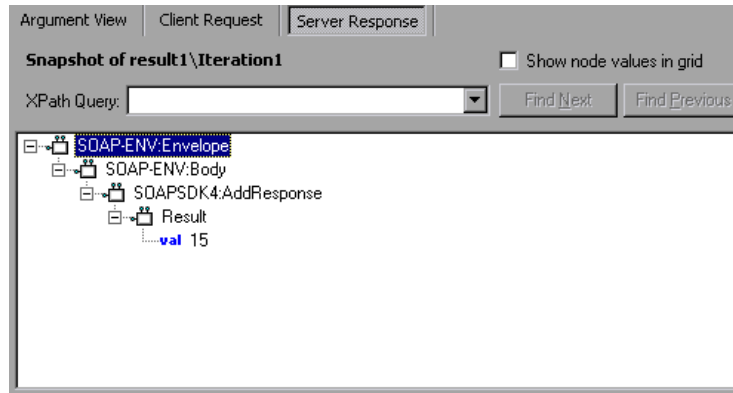 Argument View Client Request Server Response
Snapshot of result1\Iteration1 Show node values in grid
XPath Query: Find Next Find Previous
SOAP-ENV:Envelope
SOAP-ENV:Body
SOAPSDK4:AddResponse
Result
val 15